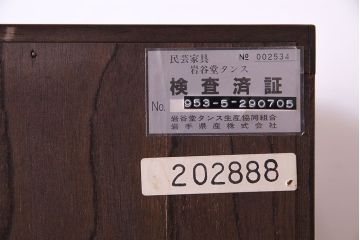 民芸家具 № 002534
岩谷堂タンス
検査済証
No. 953-5-290705
岩谷堂タンス生産協同組合
岩手県産株式会社
202888